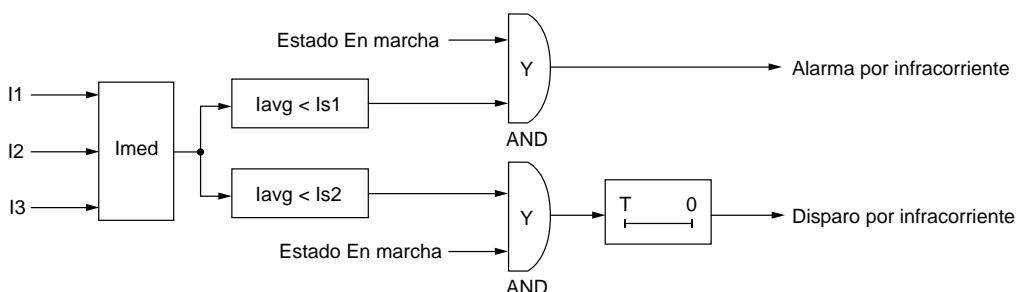 Estado En marcha
Y
Alarma por infracorriente
I1
Iavg < Is1
AND
I2
Imed
I3
Iavg < Is2
Y
T 0
Disparo por infracorriente
Estado En marcha
AND